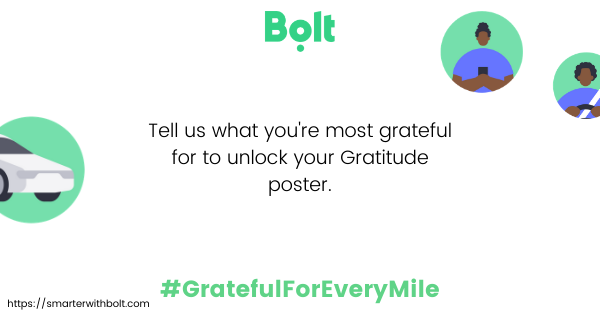 Bolt
Tell us what you're most grateful
for to unlock your Gratitude
poster.
#GratefulForEveryMile
https://smarterwithbolt.com